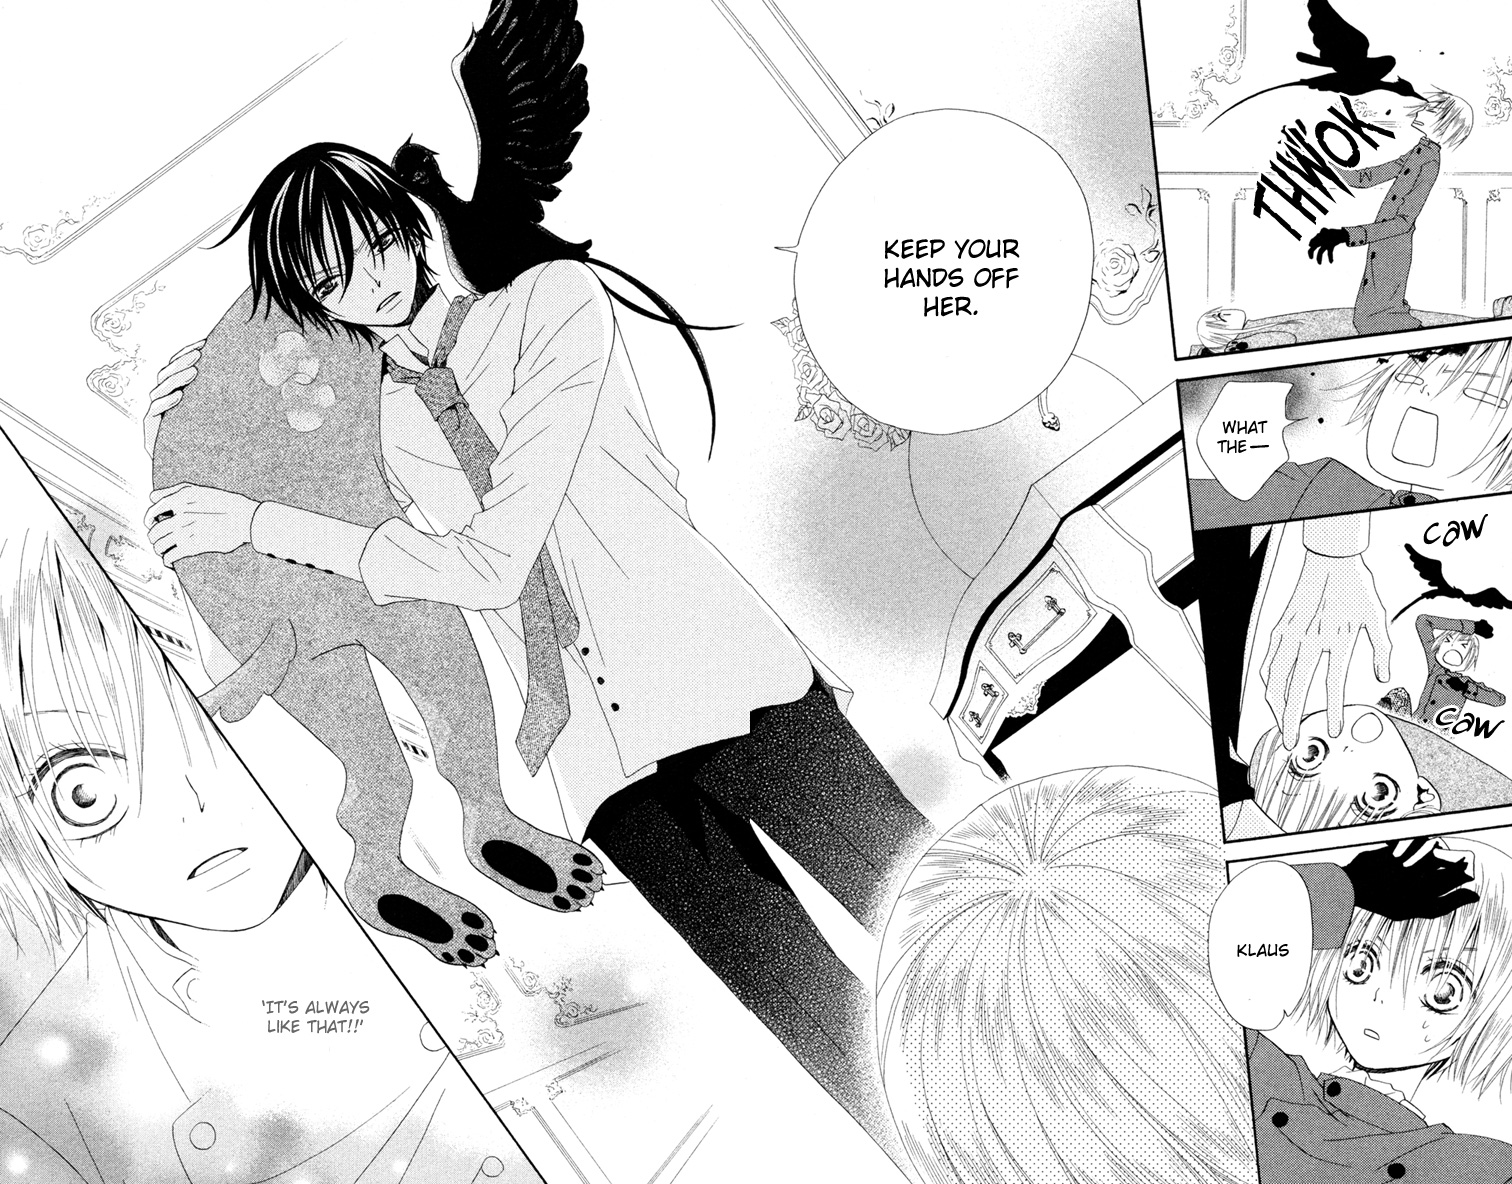 THWOK
WHAT
THE—
CAW
CAW
KLAUS
KEEP YOUR
HANDS OFF
HER.
'IT'S ALWAYS
LIKE THAT!!'